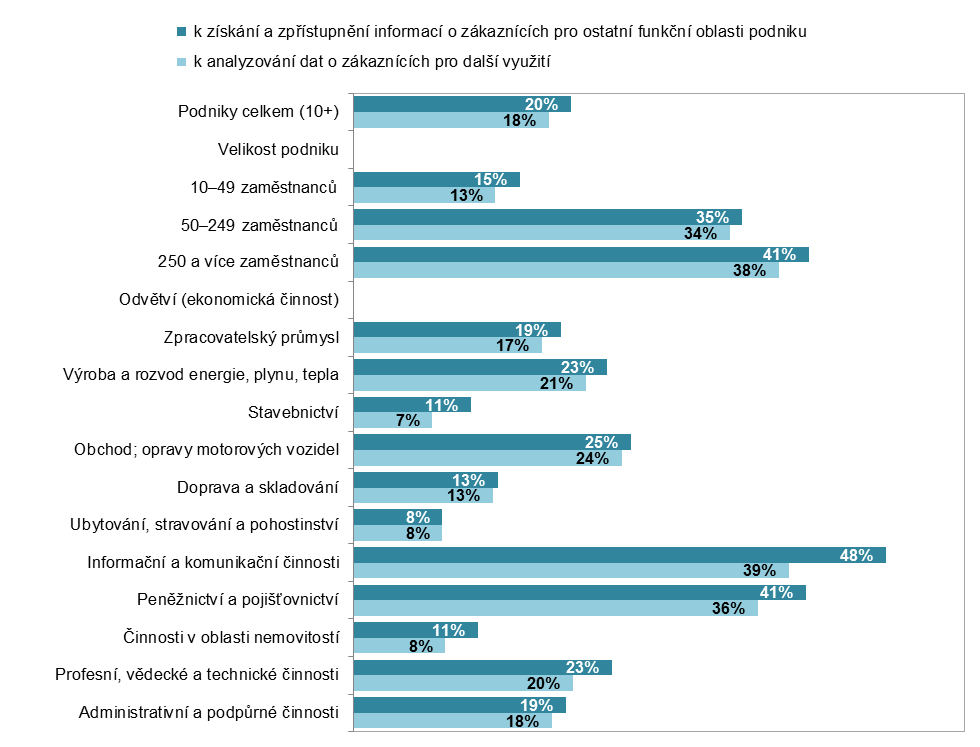 k získání a zpřístupnění informací o zákaznících pro ostatní funkční oblasti podniku
k analyzování dat o zákaznících pro další využití
Podniky celkem (10+)
20%
18%
Velikost podniku
10–49 zaměstnanců
15%
13%
50–249 zaměstnanců
35%
34%
250 a více zaměstnanců
41%
38%
Odvětví (ekonomická činnost)
Zpracovatelský průmysl
19%
17%
Výroba a rozvod energie, plynu, tepla
23%
21%
Stavebnictví
11%
7%
Obchod; opravy motorových vozidel
25%
24%
Doprava a skladování
13%
13%
Ubytování, stravování a pohostinství
8%
8%
Informační a komunikační činnosti
48%
39%
Peněžnictví a pojišťovnictví
41%
36%
Činnosti v oblasti nemovitostí
11%
8%
Profesní, vědecké a technické činnosti
23%
20%
Administrativní a podpůrné činnosti
19%
18%